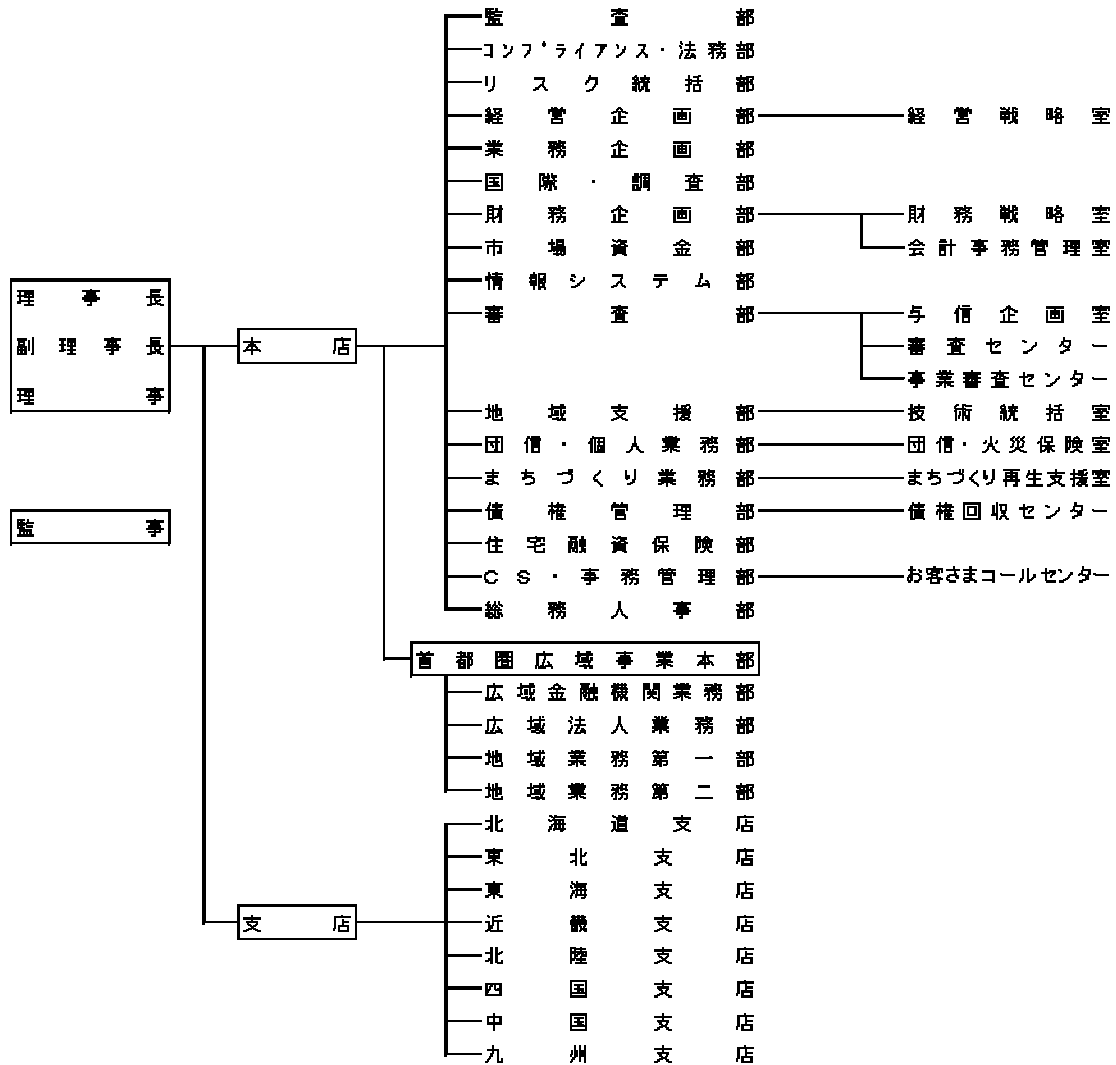 監査部
コンプライアンス・法務部
リスク統括部
経営企画部 経営戦略室
業務企画部
国際・調査部
財務企画部 財務戦略室
市場資金部 会計事務管理室
情報システム部
理事長
審査部 与信企画室
副理事長 本店 審査センター
事業審査センター
理事
地域支援部 技術統括室
団信・個人業務部 団信・火災保険室
まちづくり業務部 まちづくり再生支援室
債権管理部 債権回収センター
監事
住宅融資保険部
CS・事務管理部 お客さまコールセンター
総務人事部
首都圏広域事業本部
広域金融機関業務部
広域法人業務部
地域業務第一部
地域業務第二部
北海道支店
東北支店
東海支店
支店 近畿支店
北陸支店
四国支店
中国支店
九州支店